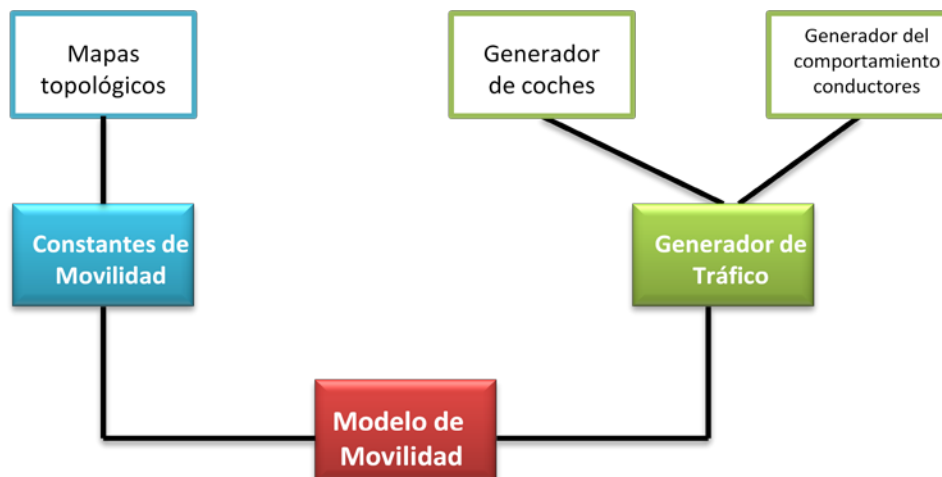 Mapas
topológicos
Generador
de coches
Generador del
comportamiento
conductores
Constantes de
Movilidad
Generador de
Tráfico
Modelo de
Movilidad